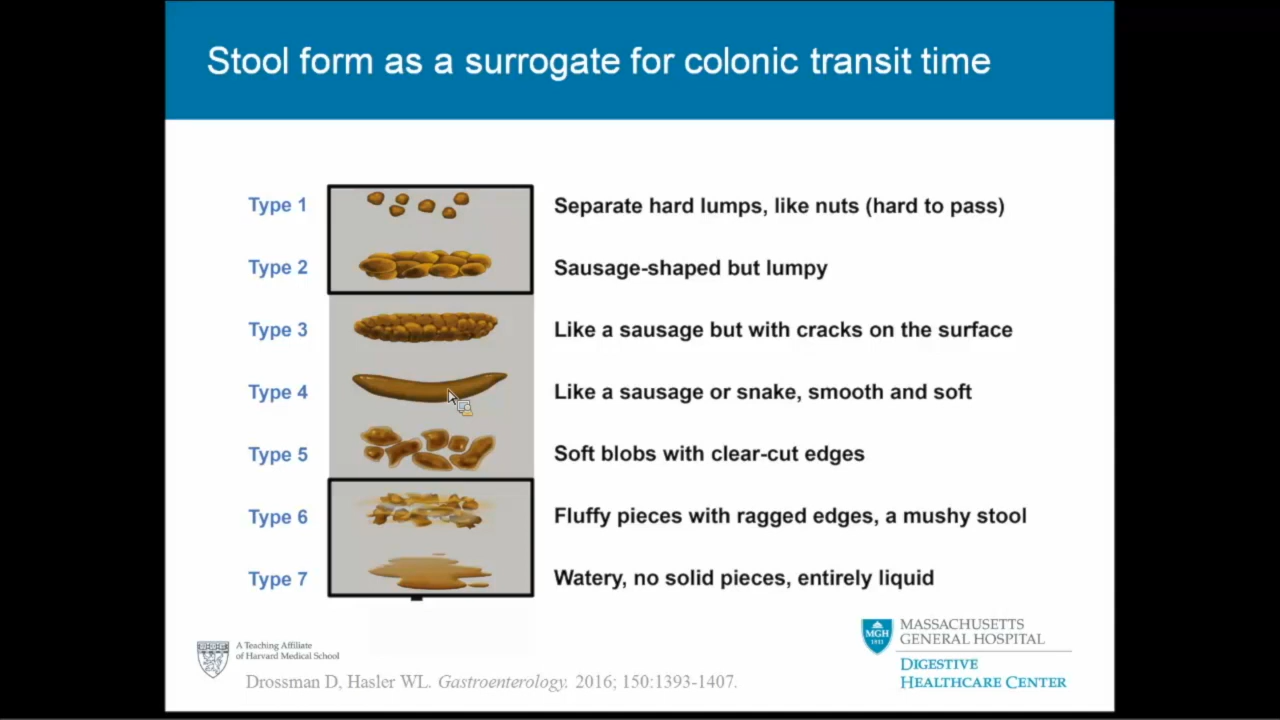 Stool form as a surrogate for colonic transit time
Type 1 Separate hard lumps, like nuts (hard to pass)
Type 2 Sausage-shaped but lumpy
Type 3 Like a sausage but with cracks on the surface
Type 4 Like a sausage or snake, smooth and soft
Type 5 Soft blobs with clear-cut edges
Type 6 Fluffy pieces with ragged edges, a mushy stool
Type 7 Watery, no solid pieces, entirely liquid
A Teaching Affiliate
of Harvard Medical School
Drossman D, Hasler WL. Gastroenterology. 2016; 150:1393-1407.
MGH
1811
MASSACHUSETTS
GENERAL HOSPITAL
DIGESTIVE
HEALTHCARE CENTER